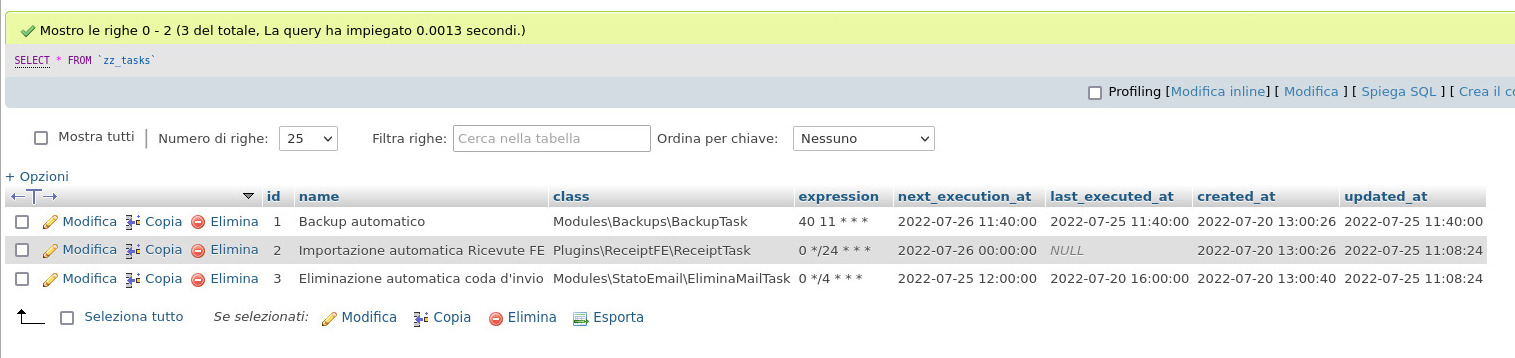 Mostro le righe 0 - 2 (3 del totale, La query ha impiegato 0.0013 secondi.)
SELECT * FROM `zz_tasks`
Profiling [Modifica inline] [ Modifica ] [ Spiega SQL ] [ Crea il co
Mostra tutti | Numero di righe: 25 Filtra righe: Cerca nella tabella Ordina per chiave: Nessuno
+ Opzioni
←T→ id name class expression next_execution_at last_executed_at created_at updated_at
Modifica Copia Elimina 1 Backup automatico Modules\Backups\BackupTask 40 11 * * * 2022-07-26 11:40:00 2022-07-25 11:40:00 2022-07-20 13:00:26 2022-07-25 11:40:00
Modifica Copia Elimina 2 Importazione automatica Ricevute FE Plugins\ReceiptFE\ReceiptTask 0 */24 * * * 2022-07-26 00:00:00 NULL 2022-07-20 13:00:26 2022-07-25 11:08:24
Modifica Copia Elimina 3 Eliminazione automatica coda d'invio Modules\StatoEmail\EliminaMailTask 0 */4 * * * 2022-07-25 12:00:00 2022-07-20 16:00:00 2022-07-20 13:00:40 2022-07-25 11:08:24
Seleziona tutto Se selezionati: Modifica Copia Elimina Esporta